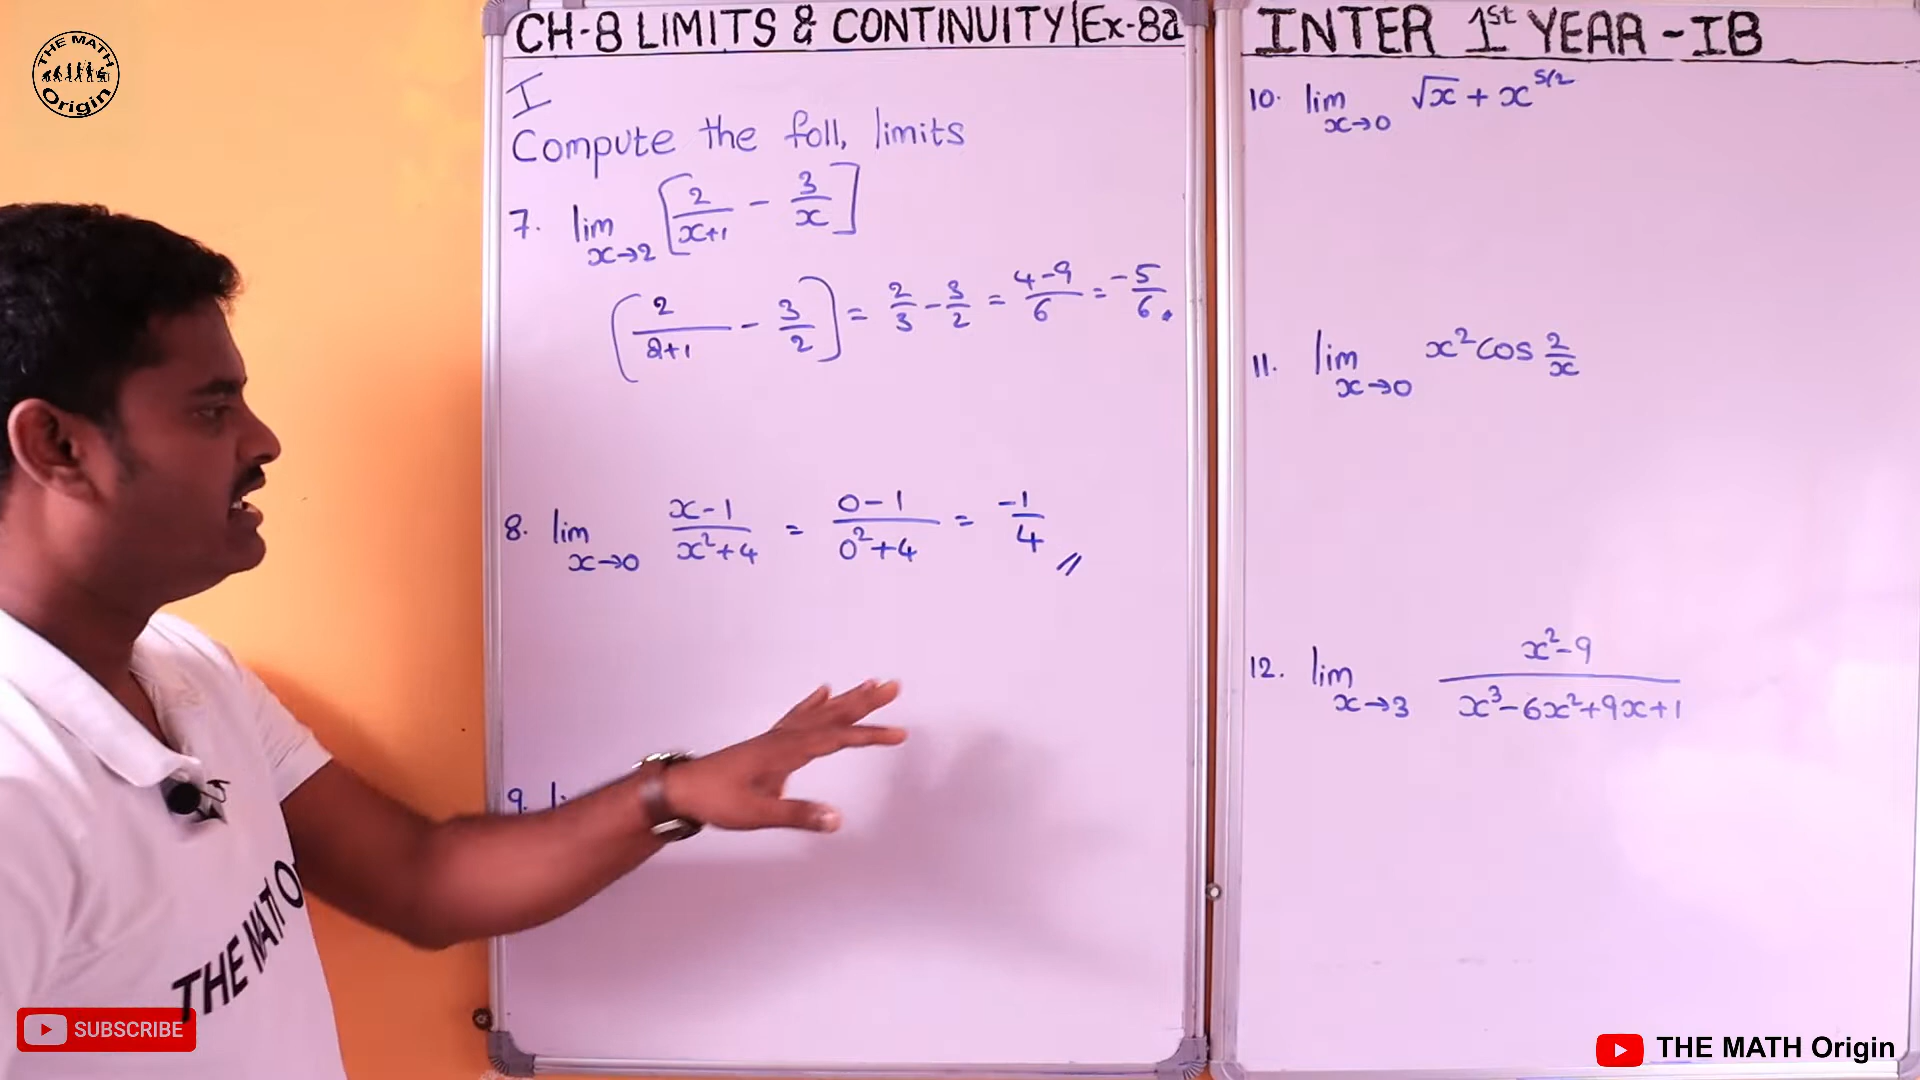 THE MATH
Origin
CH-8 LIMITS & CONTINUITY|Ex-8a
I
Compute the foll, limits
7. lim x→2 [2/(x+1) - 3/x]
(2/(2+1) - 3/2) = 2/3 - 3/2 = (4-9)/6 = -5/6.
8. lim x→0 (x-1)/(x²+4) = (0-1)/(0²+4) = -1/4 //
9.
INTER 1st YEAR - IB
10. lim x→0 √x + x^5/2
11. lim x→0 x² cos 2/x
12. lim x→3 (x²-9)/(x³-6x²+9x+1)
THE MATH O
SUBSCRIBE
THE MATH Origin